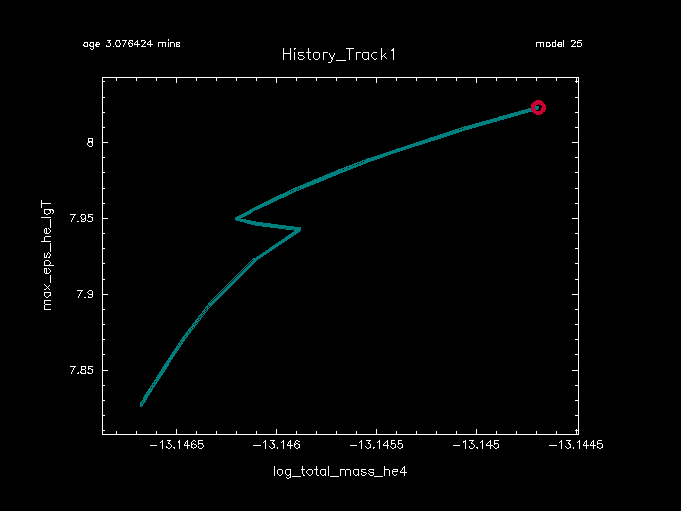 age 3.076424 mins
model 25
History_Track1
8
7.95
7.9
7.85
max_eps_he_lgT
−13.1465
−13.146
−13.1455
−13.145
−13.1445
log_total_mass_he4